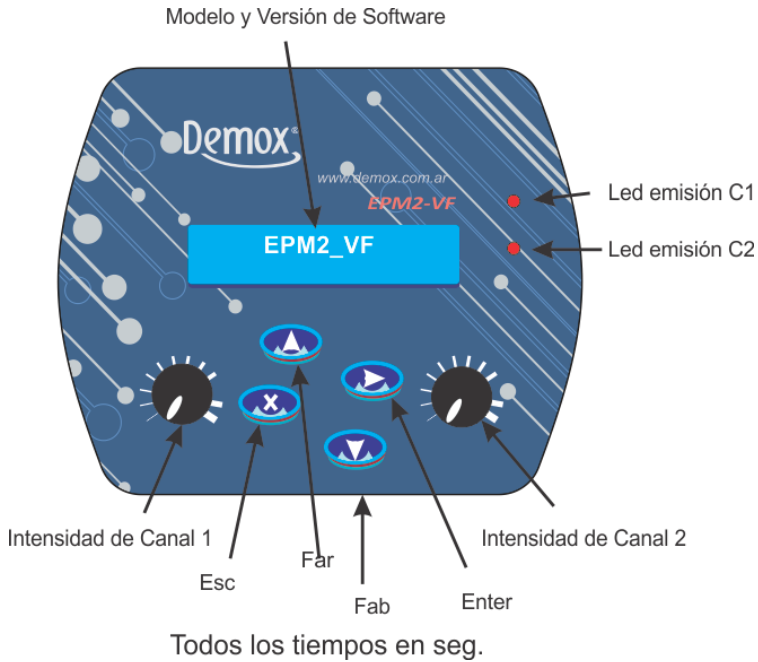 Modelo y Versión de Software
Demox®
www.demox.com.ar
EPM2-VF
Led emisión C1
EPM2_VF
Led emisión C2
X
Intensidad de Canal 1
Intensidad de Canal 2
Far
Esc
Fab
Enter
Todos los tiempos en seg.